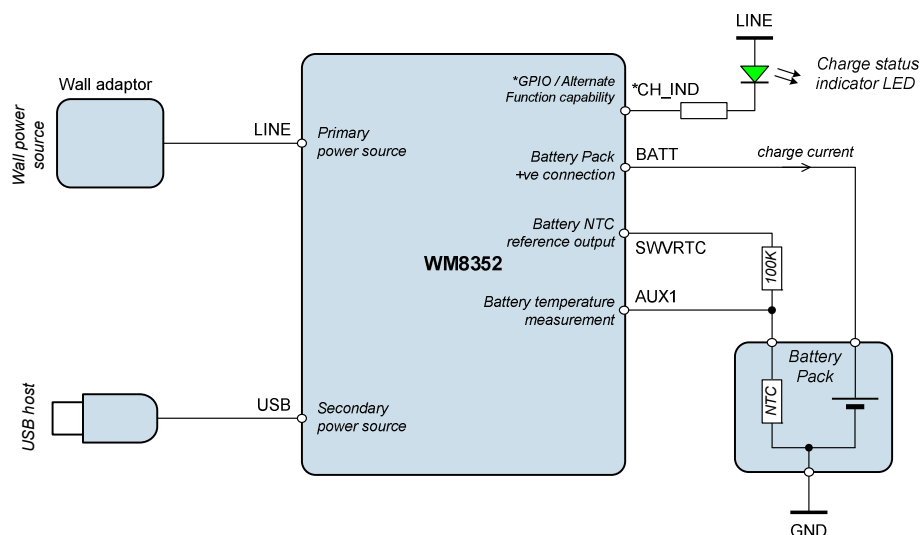 LINE
Wall adaptor
Wall power
source
LINE
Primary
power source
*GPIO / Alternate
Function capability
*CH_IND
Charge status
indicator LED
Battery Pack
+ve connection
BATT
charge current
Battery NTC
reference output
SWVRTC
100K
WM8352
Battery temperature
measurement
AUX1
Battery
Pack
NTC
USB host
USB
Secondary
power source
GND